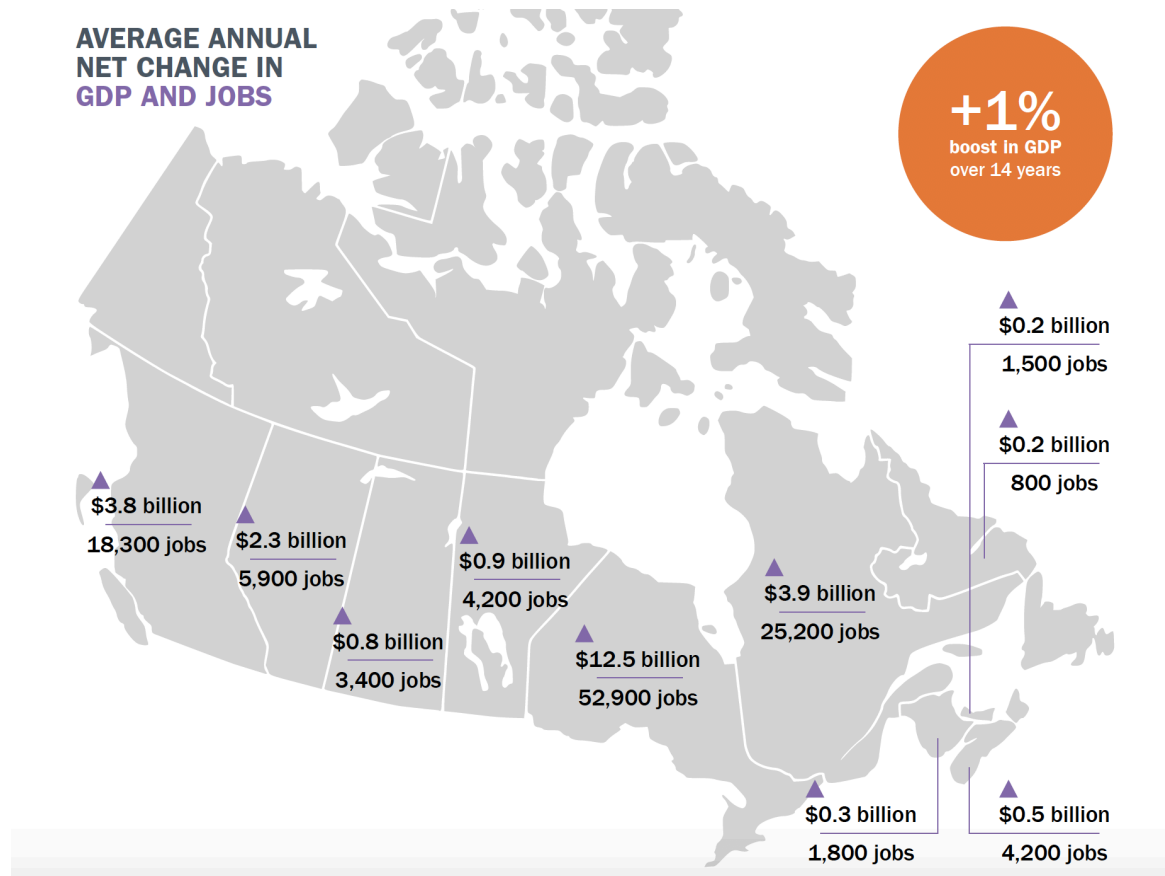 AVERAGE ANNUAL
NET CHANGE IN
GDP AND JOBS
+1%
boost in GDP
over 14 years
$0.2 billion
1,500 jobs
$0.2 billion
800 jobs
$3.8 billion
18,300 jobs
$2.3 billion
5,900 jobs
$0.9 billion
4,200 jobs
$0.8 billion
3,400 jobs
$12.5 billion
52,900 jobs
$3.9 billion
25,200 jobs
$0.3 billion
1,800 jobs
$0.5 billion
4,200 jobs